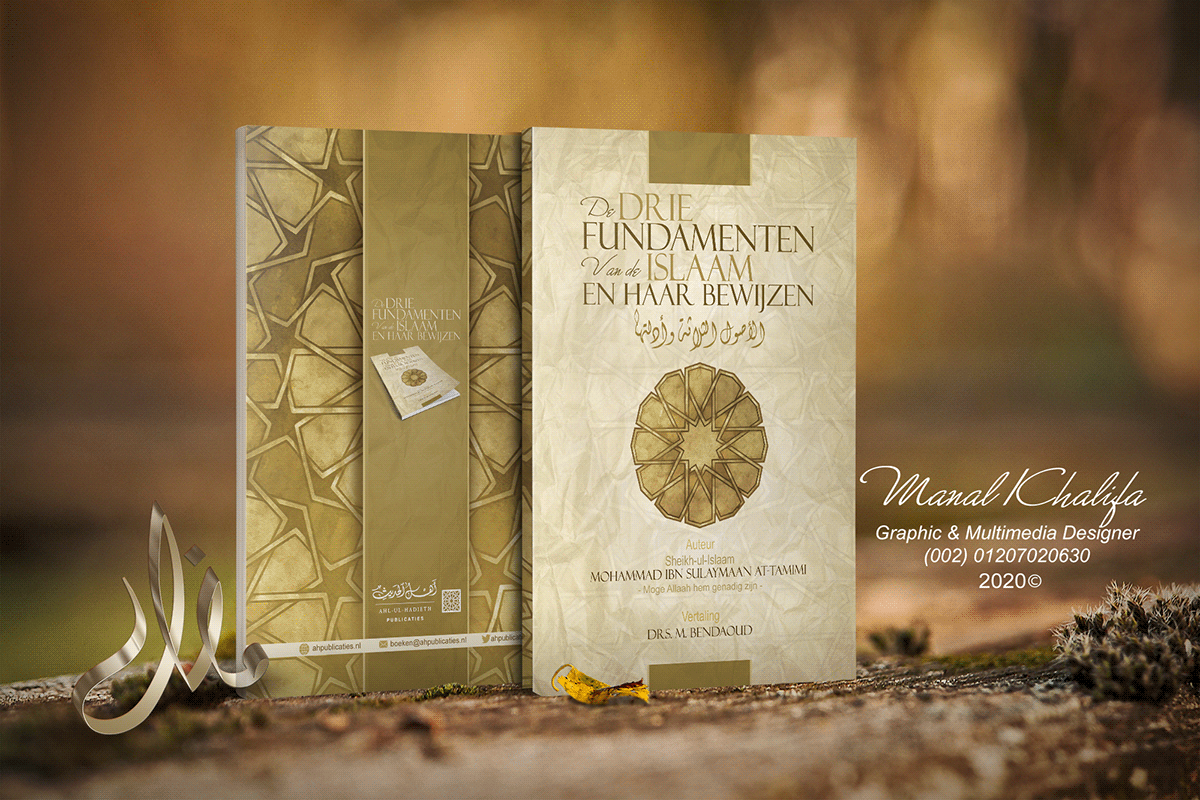 De DRIE
FUNDAMENTEN
Van de ISLAAM
EN HAAR BEWIJZEN
الأصول الثلاثة وأدلتها
Auteur
Sheikh-ul-Islaam
MOHAMMAD IBN SULAYMAAN AT-TAMIMI
- Moge Allaah hem genadig zijn -
Vertaling
DRS. M. BENDAOUD
De DRIE
FUNDAMENTEN
Van de ISLAAM
EN HAAR BEWIJZEN
أهل الحديث
AHL-UL-HADIETH
PUBLICATIES
ahpublicaties.nl
boeken@ahpublicaties.nl
ahpublicaties
Manal Khalifa
Graphic & Multimedia Designer
(002) 01207020630
2020©
منال